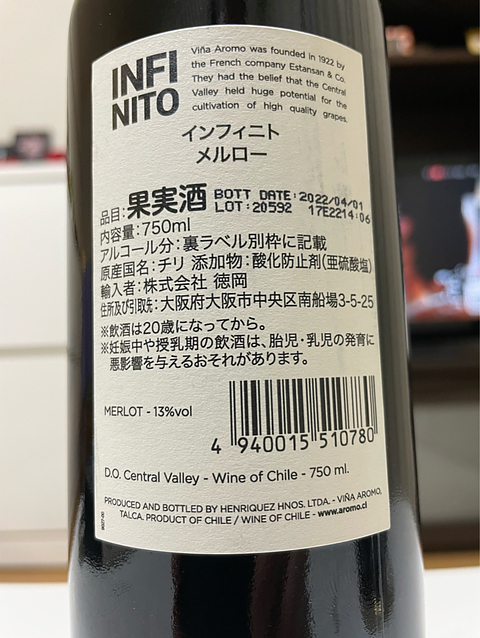 INFI
NITO
Viña Aromo was founded in 1922 by
the French company Estansan & Co.
They had the belief that the Central
Valley held huge potential for the
cultivation of high quality grapes.
インフィニト
メルロー
品目:果実酒
BOTT DATE:2022/04/01
LOT:20592 17E2214:06
内容量:750ml
アルコール分:裏ラベル別枠に記載
原産国名:チリ 添加物:酸化防止剤(亜硫酸塩)
輸入者:株式会社 徳岡
住所及び引取先:大阪府大阪市中央区南船場3-5-25
※飲酒は20歳になってから。
※妊娠中や授乳期の飲酒は、胎児・乳児の発育に
悪影響を与えるおそれがあります。
MERLOT - 13%vol
4 940015 510780
D.O. Central Valley - Wine of Chile - 750 ml.
PRODUCED AND BOTTLED BY HENRIQUEZ HNOS. LTDA. - VIÑA AROMO,
TALCA. PRODUCT OF CHILE / WINE OF CHILE - www.aromo.cl